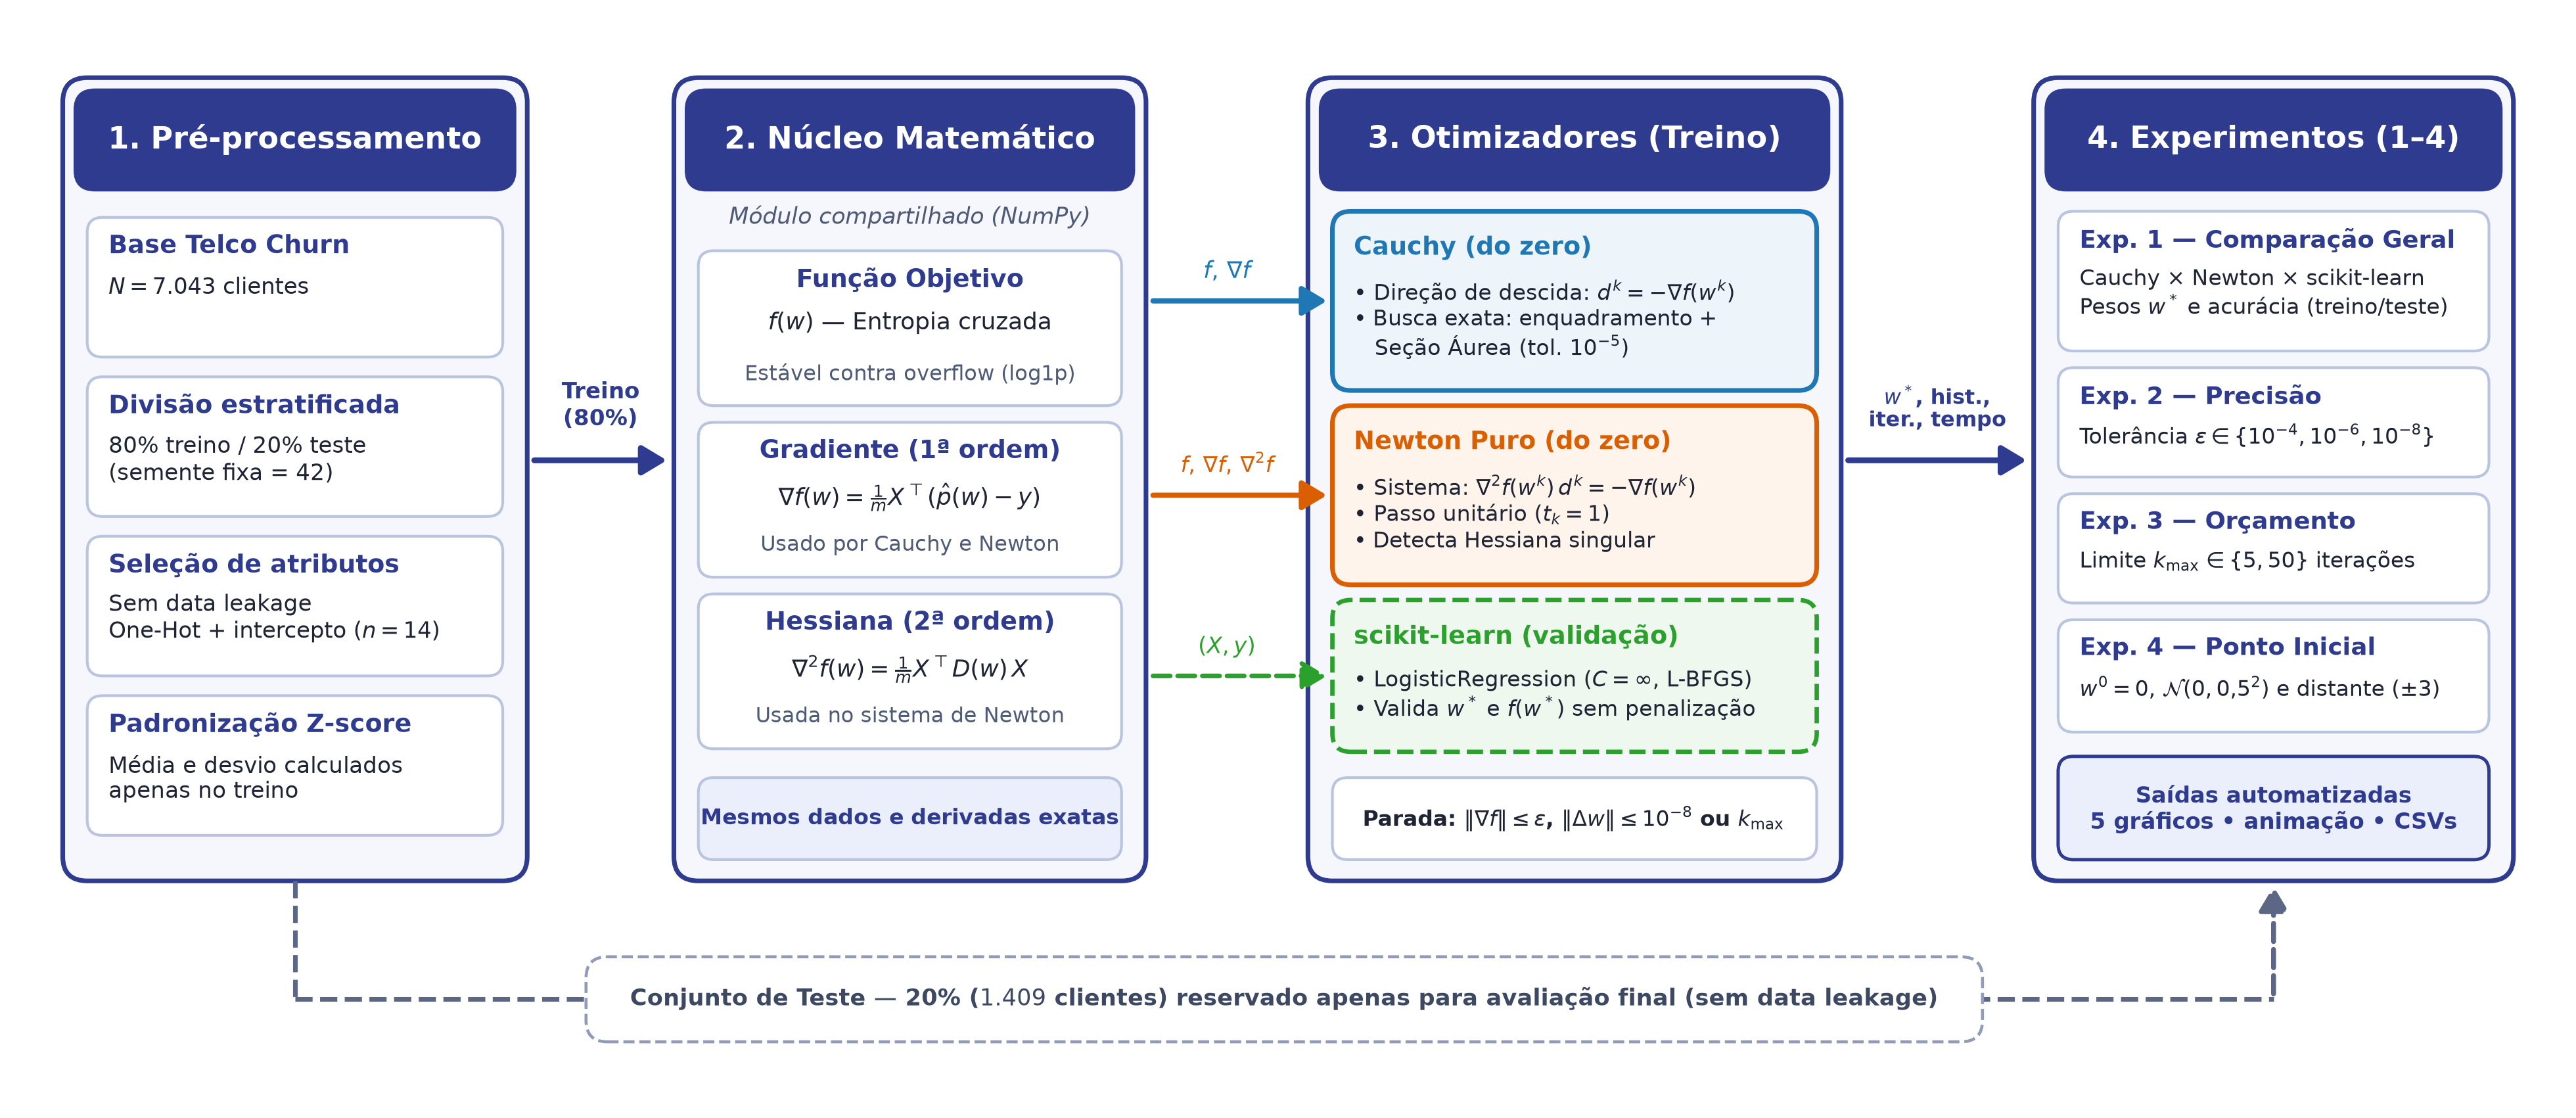 1. Pré-processamento
Base Telco Churn
N = 7.043 clientes
Divisão estratificada
80% treino / 20% teste
(semente fixa = 42)
Seleção de atributos
Sem data leakage
One-Hot + intercepto (n = 14)
Padronização Z-score
Média e desvio calculados
apenas no treino
Treino
(80%)
2. Núcleo Matemático
Módulo compartilhado (NumPy)
Função Objetivo
f(w) — Entropia cruzada
Estável contra overflow (log1p)
Gradiente (1ª ordem)
∇f(w) = 1/m X⊤(p̂(w) − y)
Usado por Cauchy e Newton
Hessiana (2ª ordem)
∇²f(w) = 1/m X⊤ D(w) X
Usada no sistema de Newton
Mesmos dados e derivadas exatas
f, ∇f
f, ∇f, ∇²f
(X, y)
3. Otimizadores (Treino)
Cauchy (do zero)
• Direção de descida: dᵏ = −∇f(wᵏ)
• Busca exata: enquadramento +
Seção Áurea (tol. 10⁻⁵)
Newton Puro (do zero)
• Sistema: ∇²f(wᵏ) dᵏ = −∇f(wᵏ)
• Passo unitário (tₖ = 1)
• Detecta Hessiana singular
scikit-learn (validação)
• LogisticRegression (C = ∞, L-BFGS)
• Valida w* e f(w*) sem penalização
Parada: ‖∇f‖ ≤ ε, ‖Δw‖ ≤ 10⁻⁸ ou k_max
w*, hist.,
iter., tempo
4. Experimentos (1–4)
Exp. 1 — Comparação Geral
Cauchy × Newton × scikit-learn
Pesos w* e acurácia (treino/teste)
Exp. 2 — Precisão
Tolerância ε ∈ {10⁻⁴, 10⁻⁶, 10⁻⁸}
Exp. 3 — Orçamento
Limite k_max ∈ {5, 50} iterações
Exp. 4 — Ponto Inicial
w⁰ = 0, 𝒩(0, 0,5²) e distante (±3)
Saídas automatizadas
5 gráficos • animação • CSVs
Conjunto de Teste — 20% (1.409 clientes) reservado apenas para avaliação final (sem data leakage)